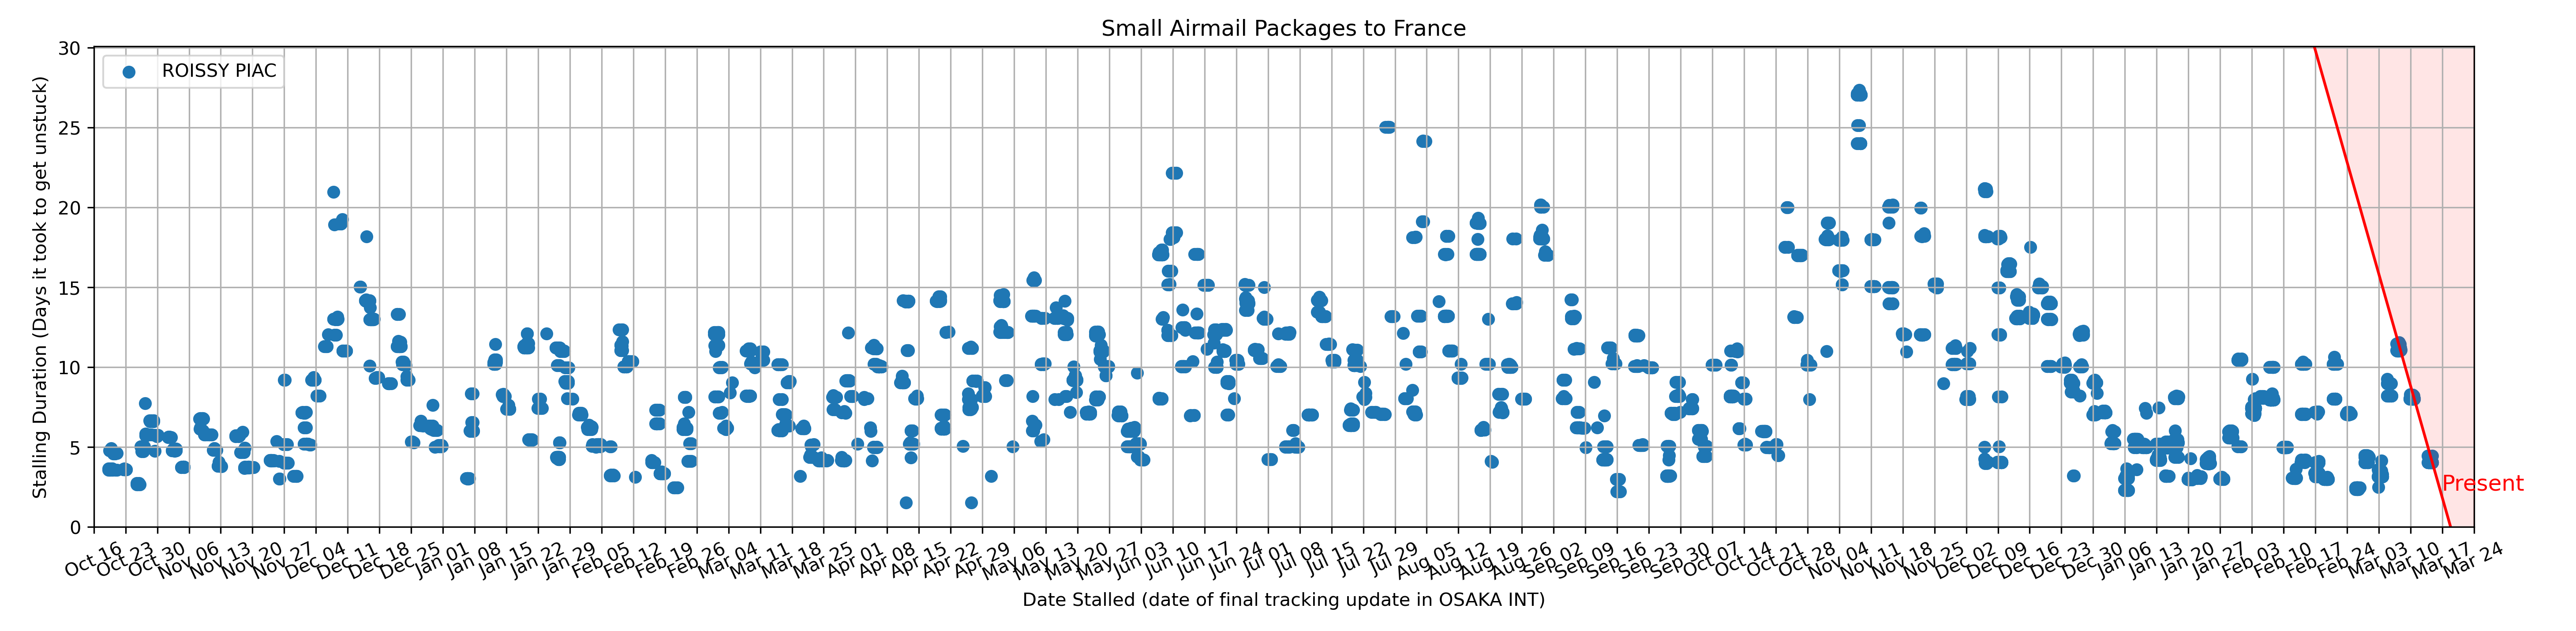 Small Airmail Packages to France
ROISSY PIAC
Stalling Duration (Days it took to get unstuck)
30
25
20
15
10
5
0
Present
Oct 16
Oct 23
Oct 30
Nov 06
Nov 13
Nov 20
Nov 27
Dec 04
Dec 11
Dec 18
Dec 25
Jan 01
Jan 08
Jan 15
Jan 22
Jan 29
Feb 05
Feb 12
Feb 19
Feb 26
Mar 04
Mar 11
Mar 18
Mar 25
Apr 01
Apr 08
Apr 15
Apr 22
Apr 29
May 06
May 13
May 20
May 27
Jun 03
Jun 10
Jun 17
Jun 24
Jul 01
Jul 08
Jul 15
Jul 22
Jul 29
Aug 05
Aug 12
Aug 19
Aug 26
Sep 02
Sep 09
Sep 16
Sep 23
Sep 30
Oct 07
Oct 14
Oct 21
Oct 28
Nov 04
Nov 11
Nov 18
Nov 25
Dec 02
Dec 09
Dec 16
Dec 23
Dec 30
Jan 06
Jan 13
Jan 20
Jan 27
Feb 03
Feb 10
Feb 17
Feb 24
Mar 03
Mar 10
Mar 17
Mar 24
Date Stalled (date of final tracking update in OSAKA INT)